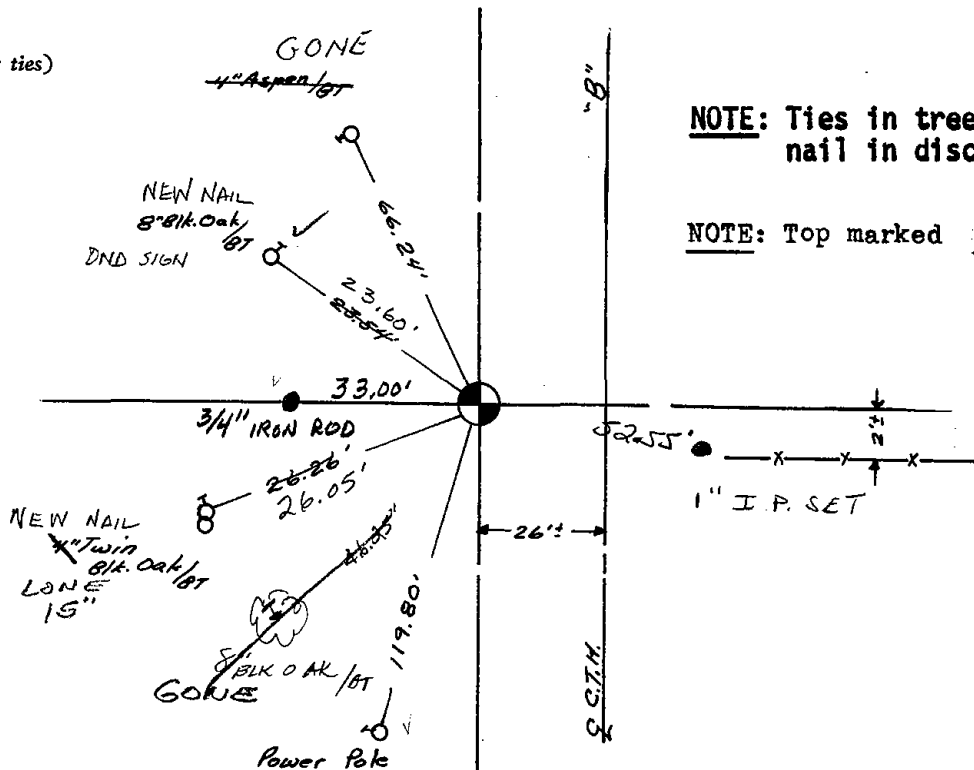 ties)
GONE
4" Aspen/BT
"B"
NOTE: Ties in tree
nail in disc
NOTE: Top marked
NEW NAIL
8" Blk. Oak/
BT
DND SIGN
66.24'
23.60'
23.54'
33.00'
3/4" IRON ROD
52.55'
2'±
1" I.P. SET
26.26'
26.05'
26'±
NEW NAIL
4" Twin
Blk. Oak/BT
LONE
15"
119.80'
8" BLK OAK/BT
GONE
Power Pole
C.T.H.